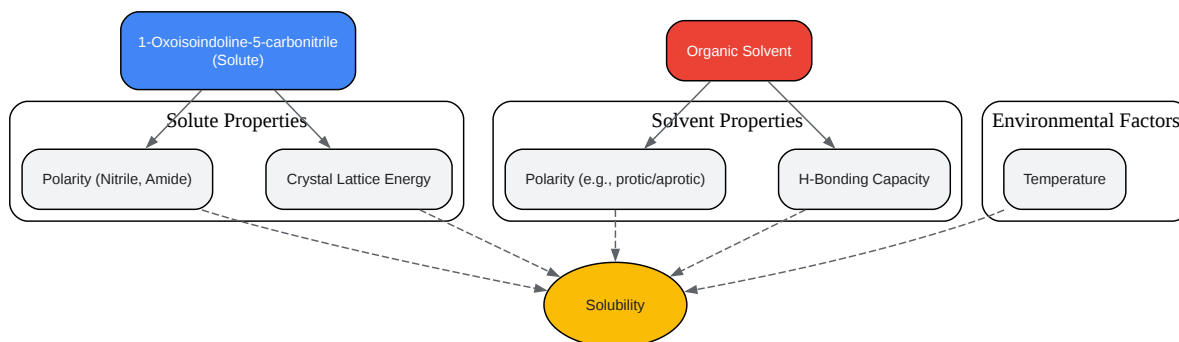 1-Oxoisoindoline-5-carbonitrile
(Solute)
Organic Solvent
Solute Properties
Solvent Properties
Environmental Factors
Polarity (Nitrile, Amide)
Crystal Lattice Energy
Polarity (e.g., protic/aprotic)
H-Bonding Capacity
Temperature
Solubility